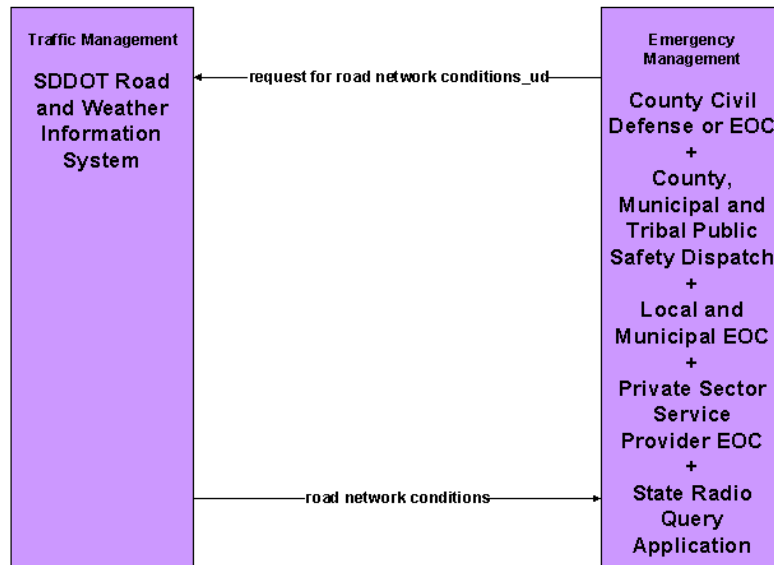 Traffic Management
SDDOT Road
and Weather
Information
System
request for road network conditions_ud
road network conditions
Emergency
Management
County Civil
Defense or EOC
+
County,
Municipal and
Tribal Public
Safety Dispatch
+
Local and
Municipal EOC
+
Private Sector
Service
Provider EOC
+
State Radio
Query
Application